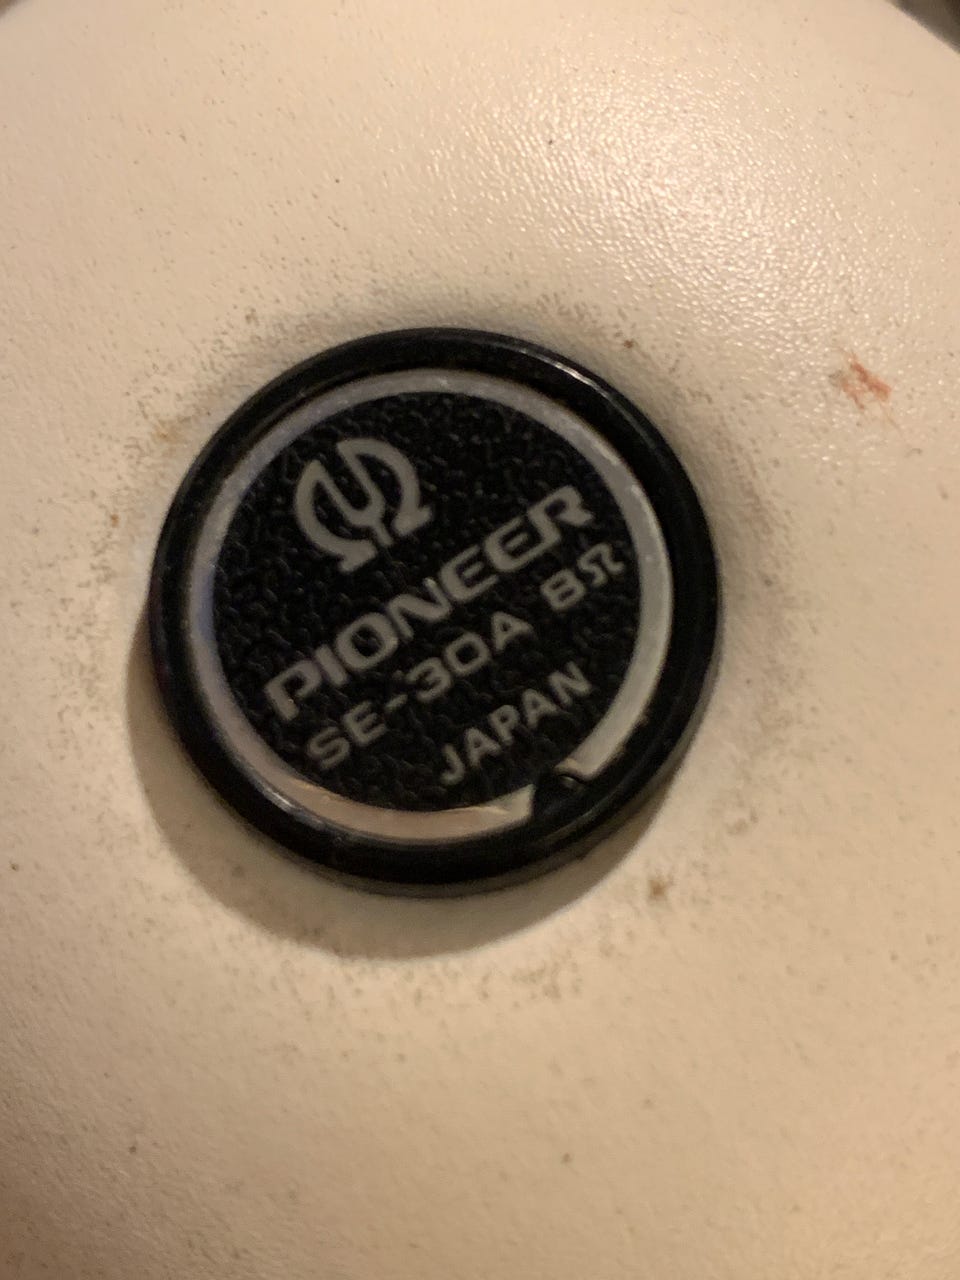 PIONEER
SE-30A 8Ω
JAPAN